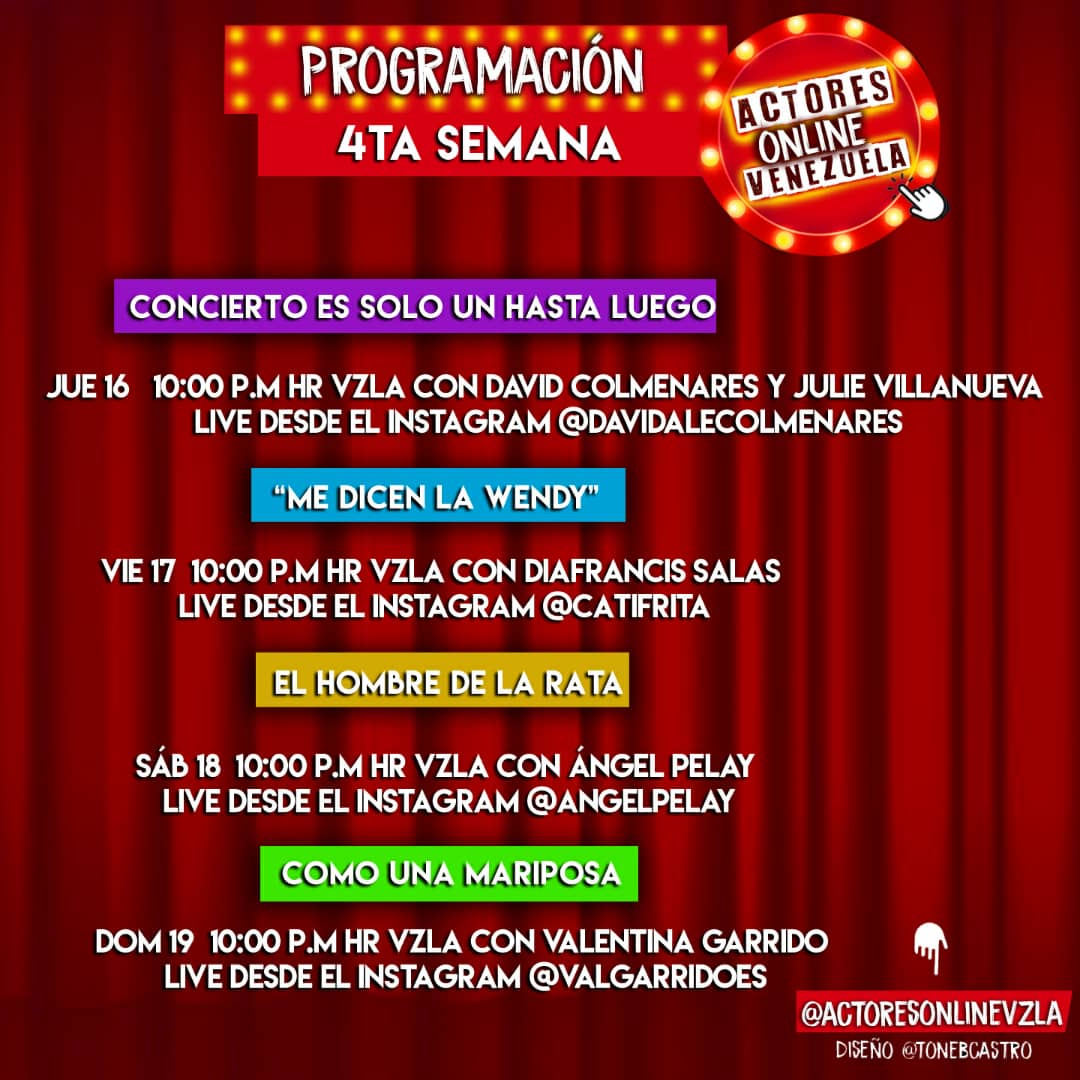 PROGRAMACIÓN
4TA SEMANA
ACTORES
ONLINE
VENEZUELA
CONCIERTO ES SOLO UN HASTA LUEGO
JUE 16 10:00 P.M HR VZLA CON DAVID COLMENARES Y JULIE VILLANUEVA
LIVE DESDE EL INSTAGRAM @DAVIDALECOLMENARES
“ME DICEN LA WENDY”
VIE 17 10:00 P.M HR VZLA CON DIAFRANCIS SALAS
LIVE DESDE EL INSTAGRAM @CATIFRITA
EL HOMBRE DE LA RATA
SÁB 18 10:00 P.M HR VZLA CON ÁNGEL PELAY
LIVE DESDE EL INSTAGRAM @ANGELPELAY
COMO UNA MARIPOSA
DOM 19 10:00 P.M HR VZLA CON VALENTINA GARRIDO
LIVE DESDE EL INSTAGRAM @VALGARRIDOES
@ACTORESONLINEVZLA
DISEÑO @TONEBCASTRO